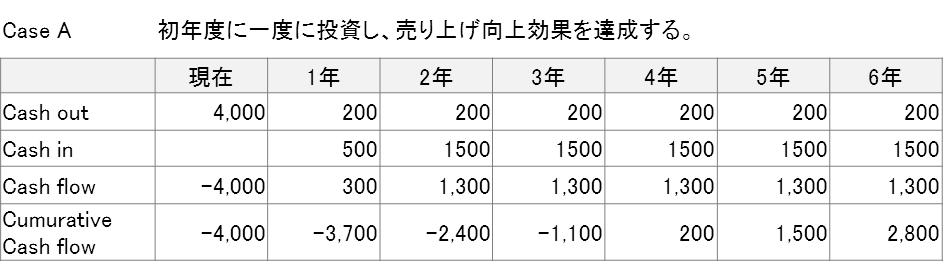 Case A 初年度に一度に投資し、売り上げ向上効果を達成する。
現在 1年 2年 3年 4年 5年 6年
Cash out 4,000 200 200 200 200 200 200
Cash in 500 1500 1500 1500 1500 1500
Cash flow -4,000 300 1,300 1,300 1,300 1,300 1,300
Cumurative
Cash flow -4,000 -3,700 -2,400 -1,100 200 1,500 2,800